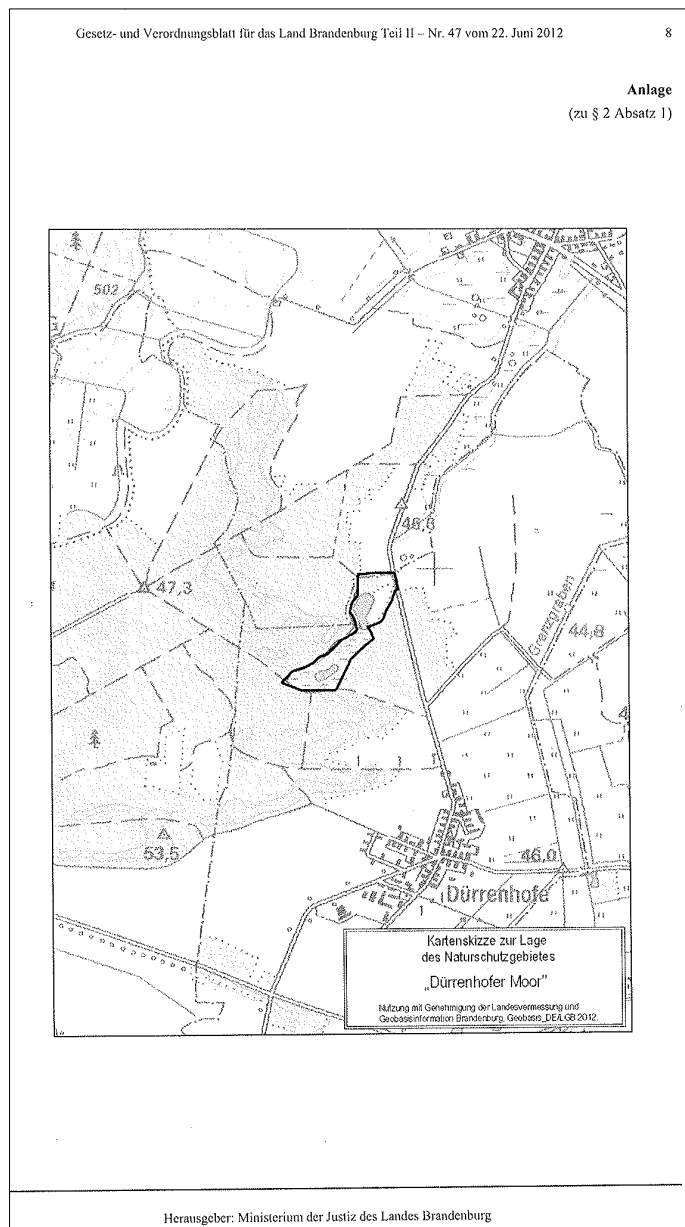 Gesetz- und Verordnungsblatt für das Land Brandenburg Teil II – Nr. 47 vom 22. Juni 2012 8
Anlage
(zu § 2 Absatz 1)
502
47,3
Grenzgraben
44,8
53,5
46,0
Dürrenhofe
Kartenskizze zur Lage
des Naturschutzgebietes
„Dürrenhofer Moor"
Nutzung mit Genehmigung der Landesvermessung und
Geobasisinformation Brandenburg, Geobasis_DE/LGB 2012.
Herausgeber: Ministerium der Justiz des Landes Brandenburg